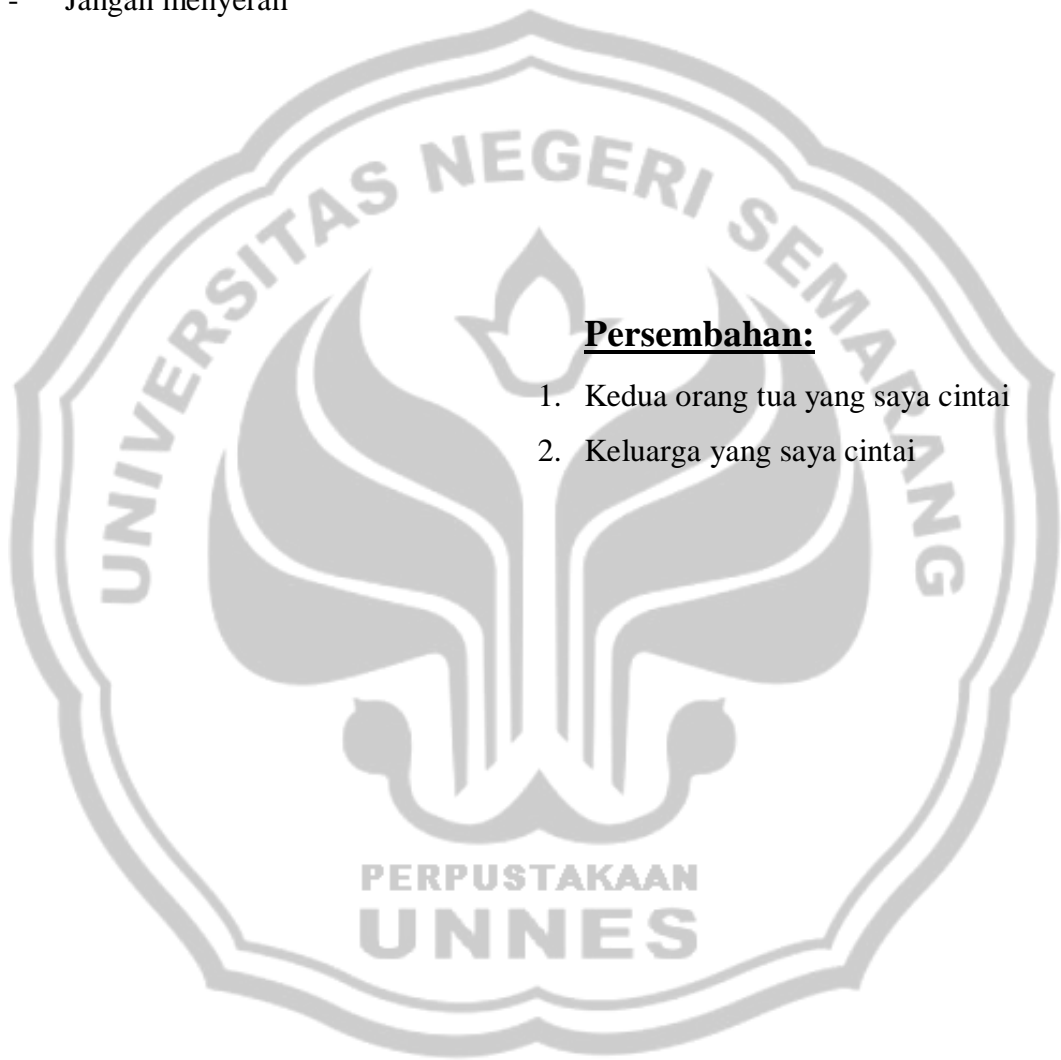 - Jangan menyerah
UNIVERSITAS NEGERI SEMARANG
Persembahan:
1. Kedua orang tua yang saya cintai
2. Keluarga yang saya cintai
PERPUSTAKAAN
UNNES